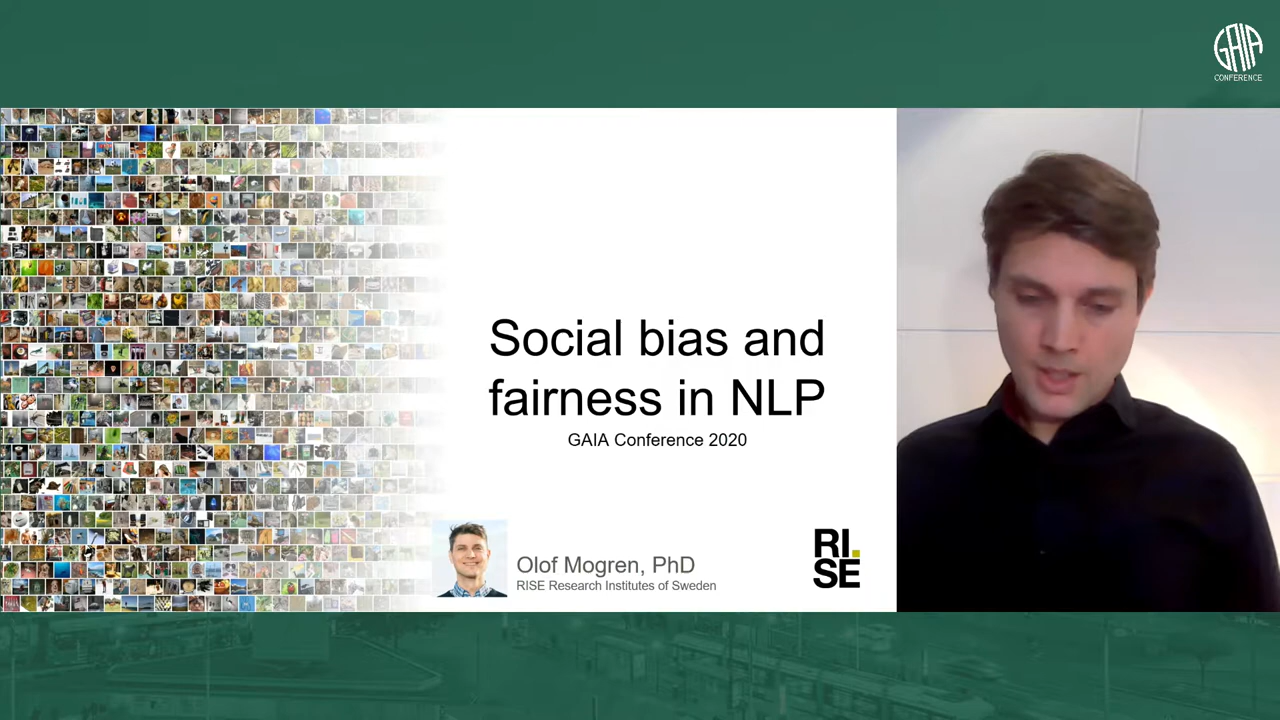 GAIA
CONFERENCE
Social bias and
fairness in NLP
GAIA Conference 2020
Olof Mogren, PhD
RISE Research Institutes of Sweden
RI.
SE